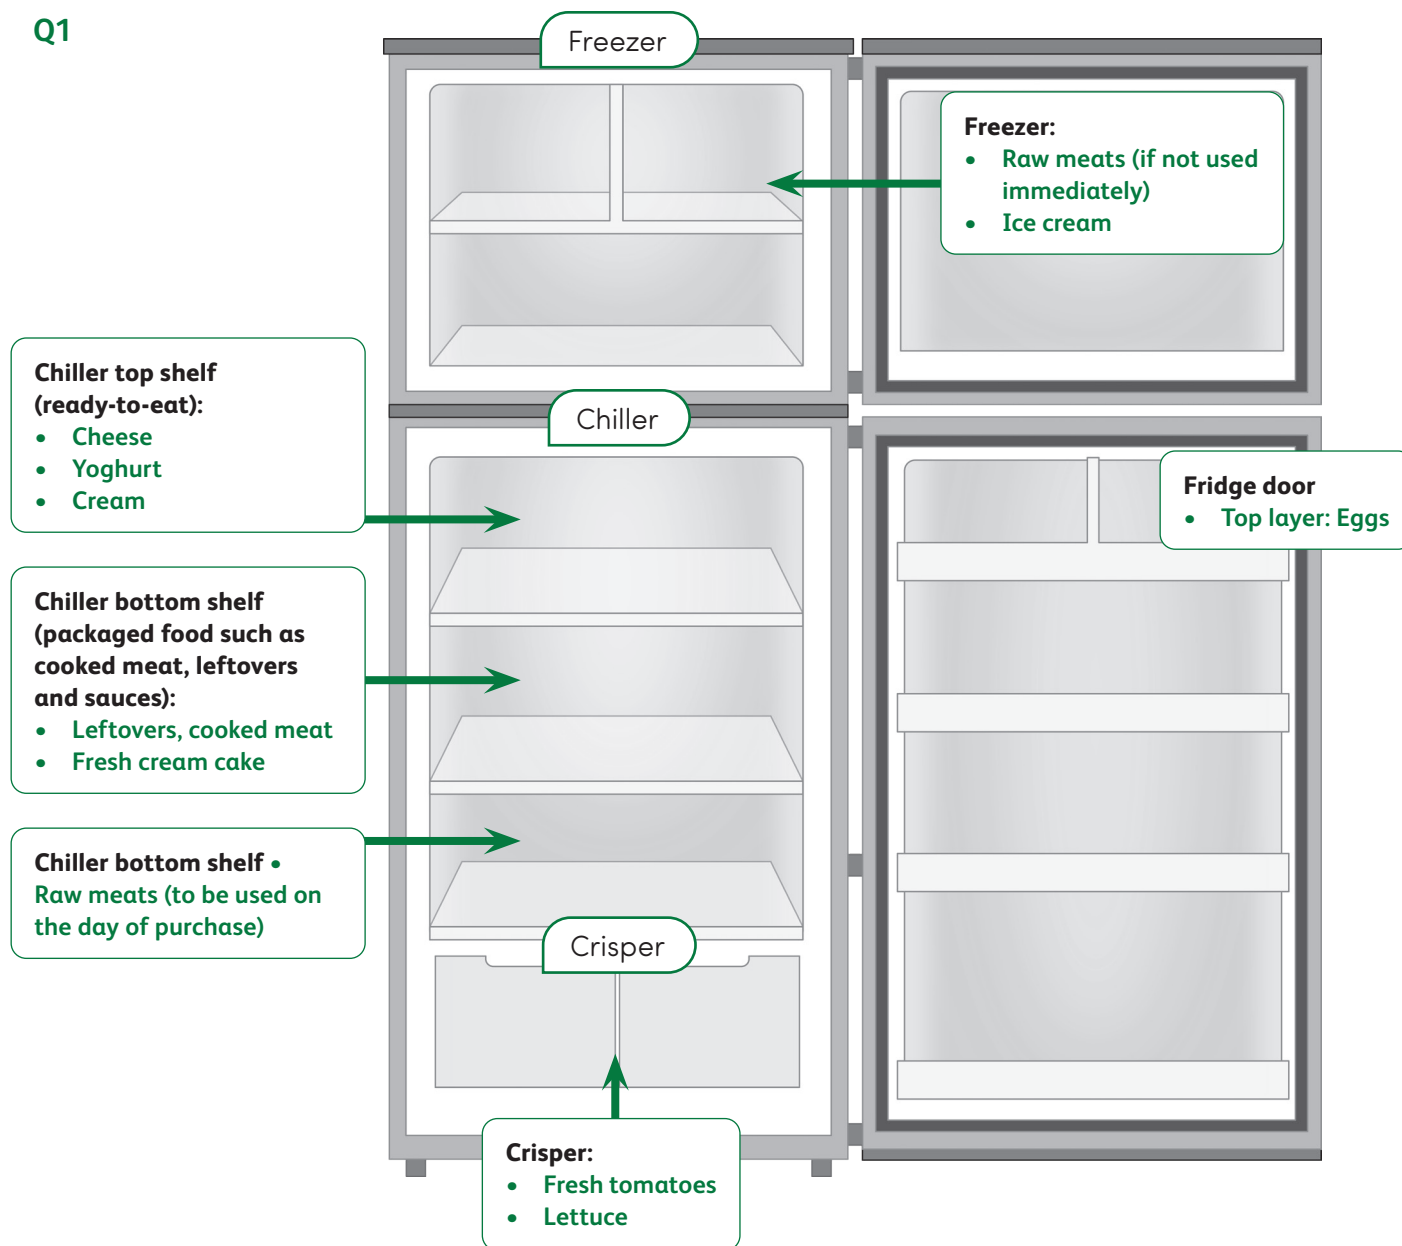 Q1
Freezer
Freezer:
• Raw meats (if not used
immediately)
• Ice cream
Chiller top shelf
(ready-to-eat):
• Cheese
• Yoghurt
• Cream
Chiller
Fridge door
• Top layer: Eggs
Chiller bottom shelf
(packaged food such as
cooked meat, leftovers
and sauces):
• Leftovers, cooked meat
• Fresh cream cake
Chiller bottom shelf •
Raw meats (to be used on
the day of purchase)
Crisper
Crisper:
• Fresh tomatoes
• Lettuce